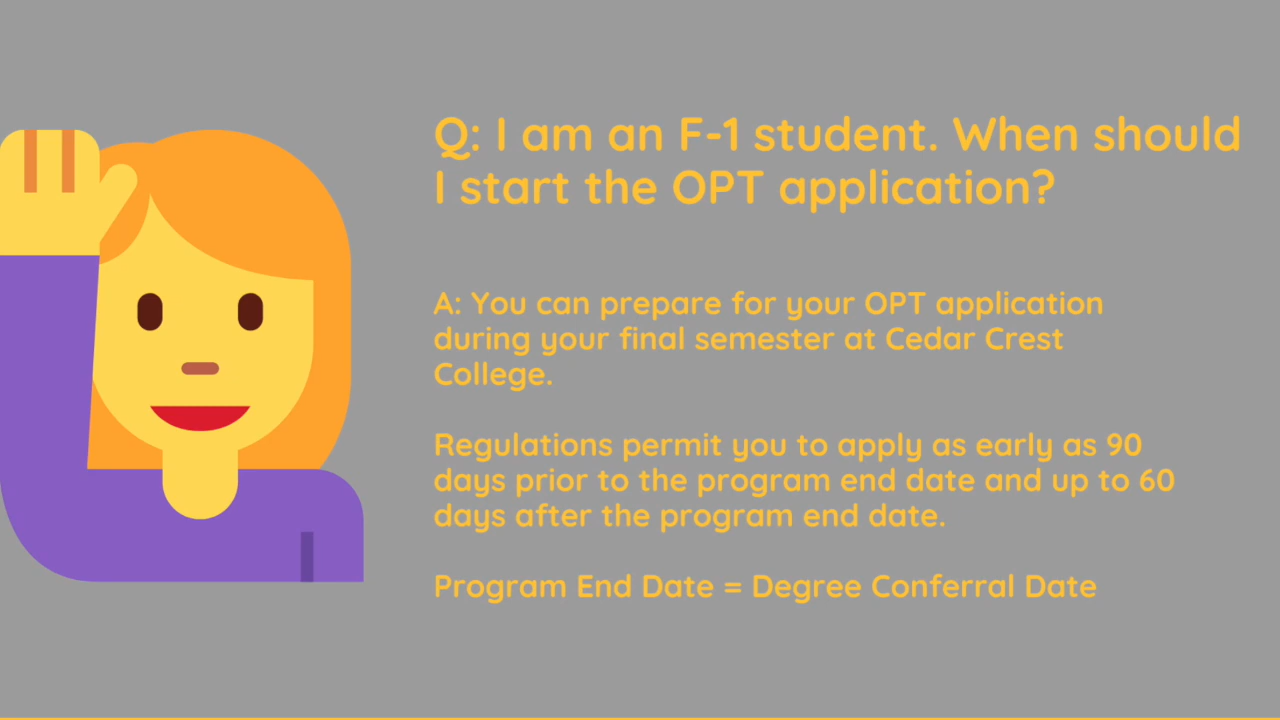 Q: I am an F-1 student. When should
I start the OPT application?
A: You can prepare for your OPT application
during your final semester at Cedar Crest
College.
Regulations permit you to apply as early as 90
days prior to the program end date and up to 60
days after the program end date.
Program End Date = Degree Conferral Date